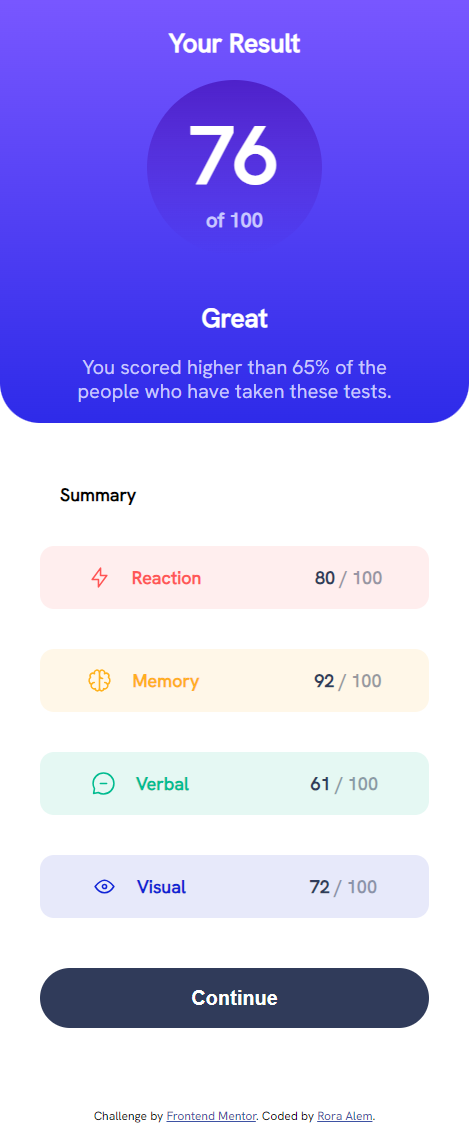 Your Result
76
of 100
Great
You scored higher than 65% of the
people who have taken these tests.
Summary
Reaction 80 / 100
Memory 92 / 100
Verbal 61 / 100
Visual 72 / 100
Continue
Challenge by Frontend Mentor. Coded by Rora Alem.